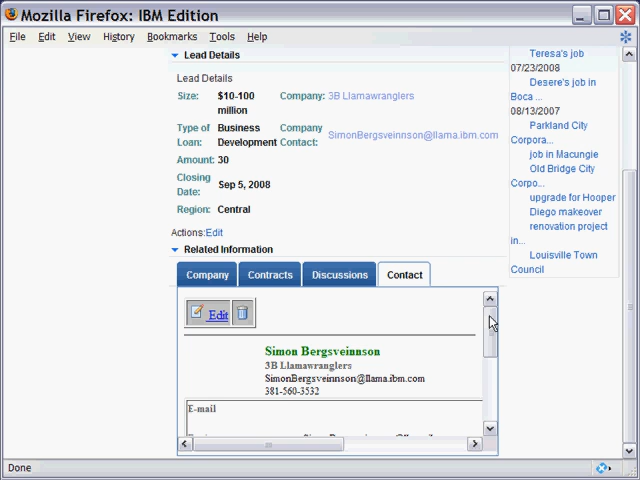 Mozilla Firefox: IBM Edition
File Edit View History Bookmarks Tools Help
Lead Details
Lead Details
Size: $10-100 million Company: 3B Llamawranglers
Type of Loan: Business Development Company Contact: SimonBergsveinnson@llama.ibm.com
Amount: 30
Closing Date: Sep 5, 2008
Region: Central
Actions:Edit
Related Information
Company Contracts Discussions Contact
Edit
Simon Bergsveinnson
3B Llamawranglers
SimonBergsveinnson@llama.ibm.com
381-560-3532
E-mail
Teresa's job
07/23/2008
Desere's job in
Boca ...
08/13/2007
Parkland City
Corpora...
job in Macungie
Old Bridge City
Corpo...
upgrade for Hooper
Diego makeover
renovation project
in...
Louisville Town
Council
Done